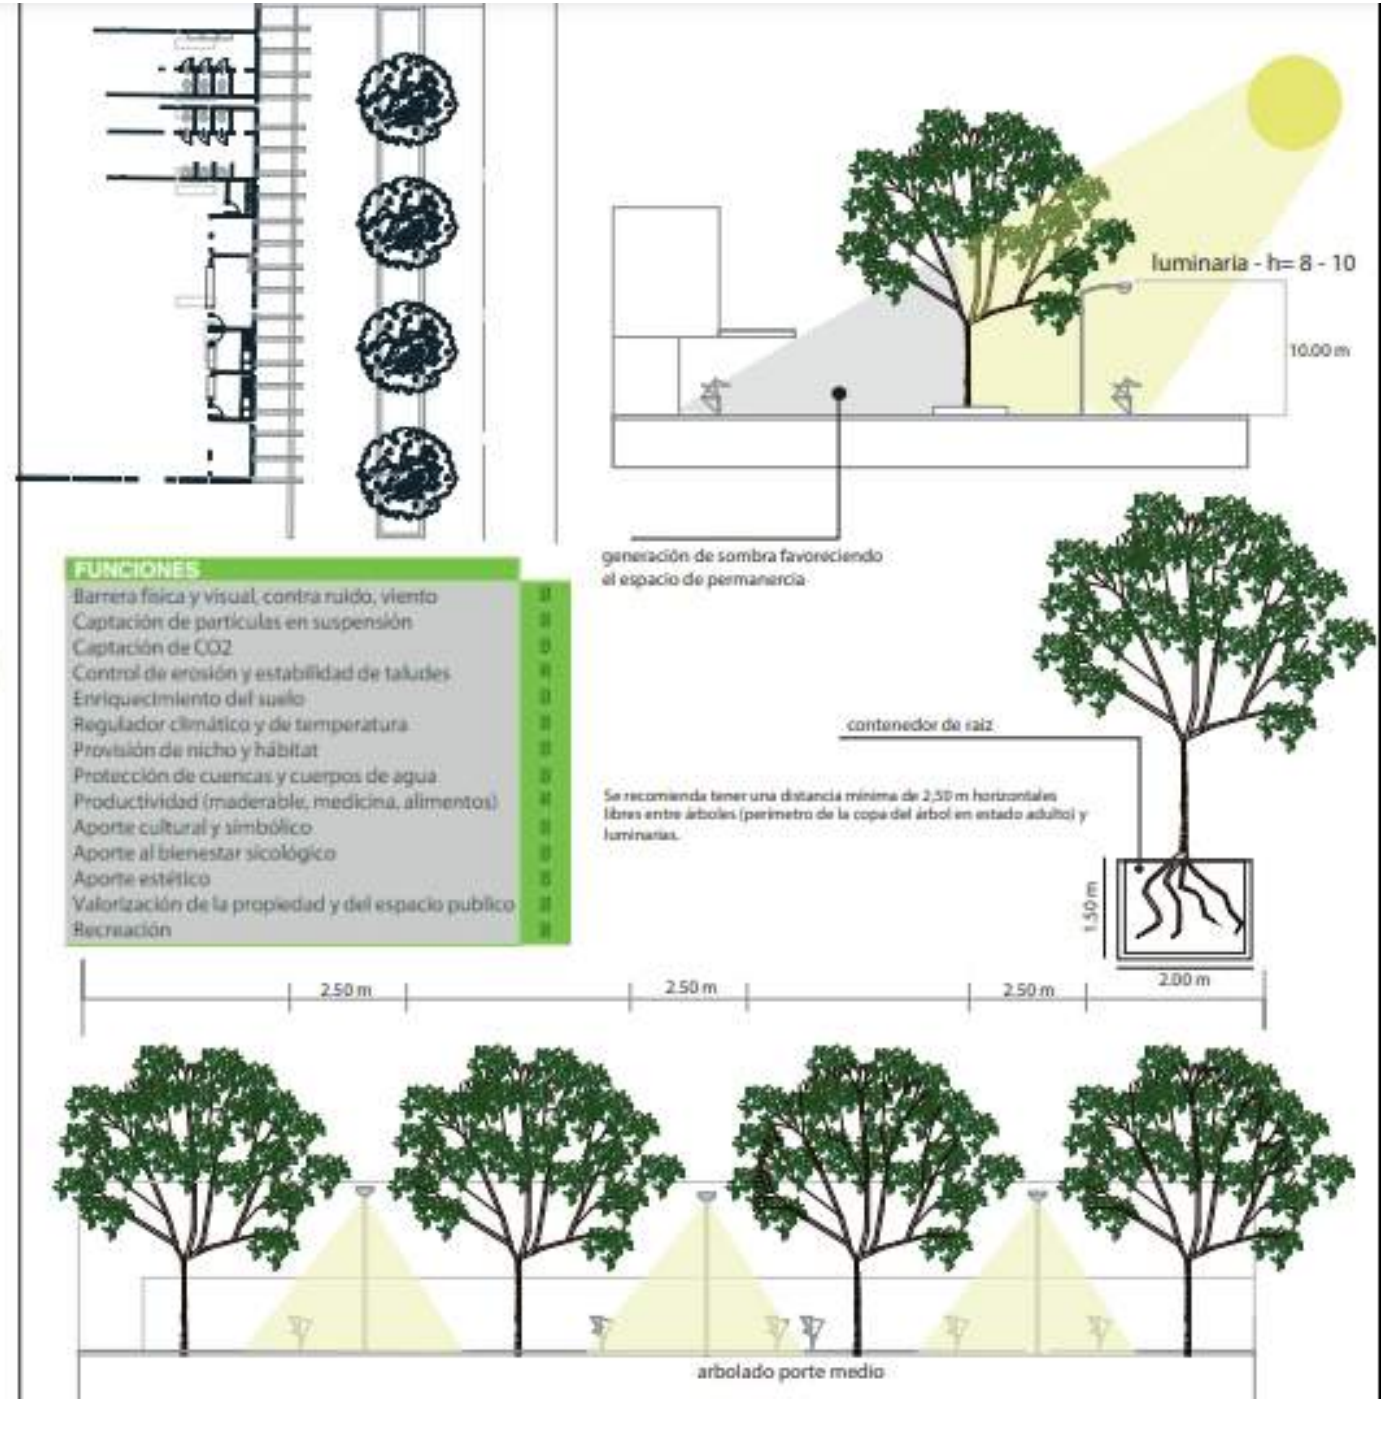 luminaria - h= 8 - 10
10.00 m
generación de sombra favoreciendo
el espacio de permanercia
FUNCIONES
Barrera física y visual, contra ruido, viento
Captación de partículas en suspensión
Captación de CO2
Control de erosión y estabilidad de taludes
Enriquecimiento del suelo
Regulador climático y de temperatura
Provisión de nicho y hábitat
Protección de cuencas y cuerpos de agua
Productividad (maderable, medicina, alimentos)
Aporte cultural y simbólico
Aporte al bienestar sicológico
Aporte estético
Valorización de la propiedad y del espacio publico
Recreación
contenedor de raiz
Se recomienda tener una distancia mínima de 2,50 m horizontales
libres entre árboles (perímetro de la copa del árbol en estado adulto) y
luminarias.
1.50 m
2.00 m
2.50 m
2.50 m
2.50 m
arbolado porte medio